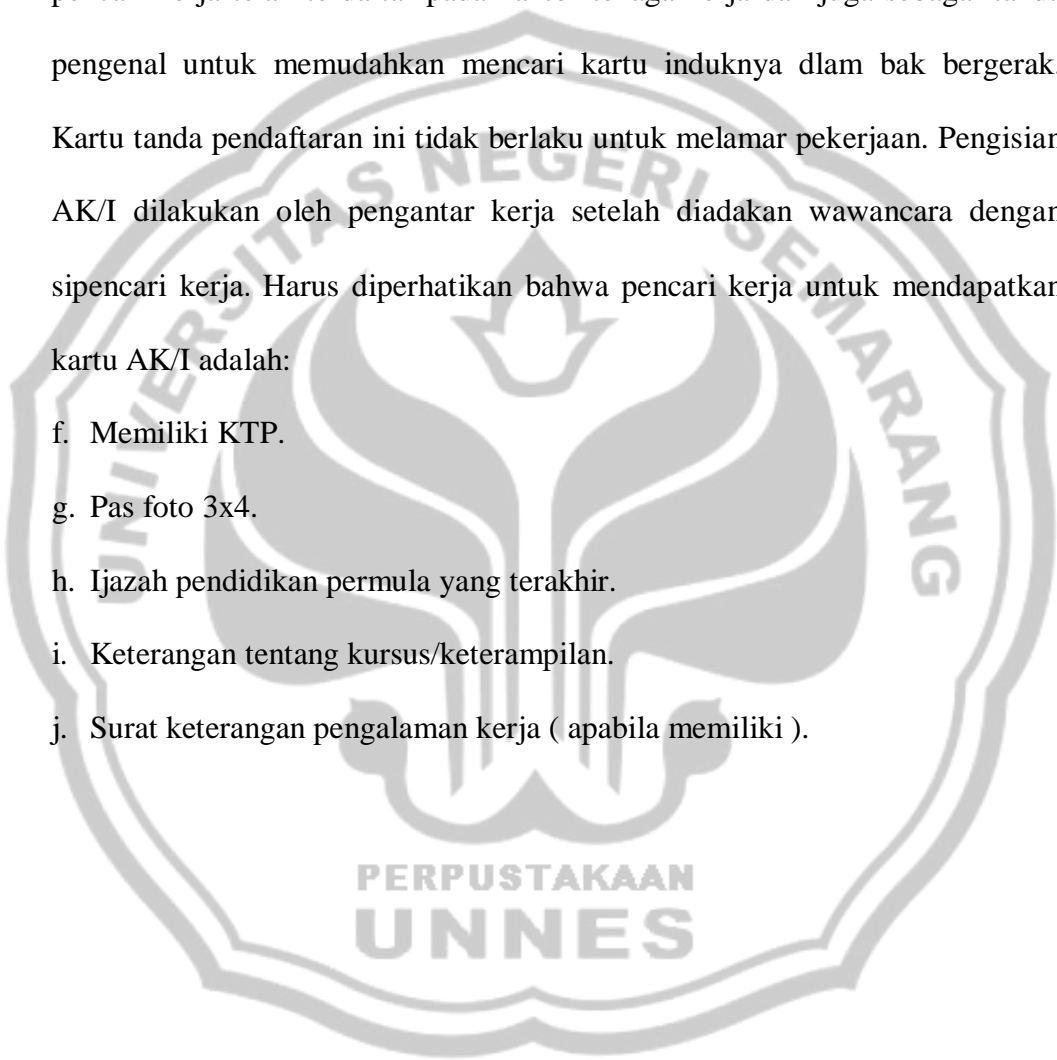 pengenal untuk memudahkan mencari kartu induknya dlam bak bergerak.
Kartu tanda pendaftaran ini tidak berlaku untuk melamar pekerjaan. Pengisian
AK/I dilakukan oleh pengantar kerja setelah diadakan wawancara dengan
sipencari kerja. Harus diperhatikan bahwa pencari kerja untuk mendapatkan
kartu AK/I adalah:
f. Memiliki KTP.
g. Pas foto 3x4.
h. Ijazah pendidikan permula yang terakhir.
i. Keterangan tentang kursus/keterampilan.
j. Surat keterangan pengalaman kerja ( apabila memiliki ).
UNIVERSITAS NEGERI SEMARANG
PERPUSTAKAAN
UNNES